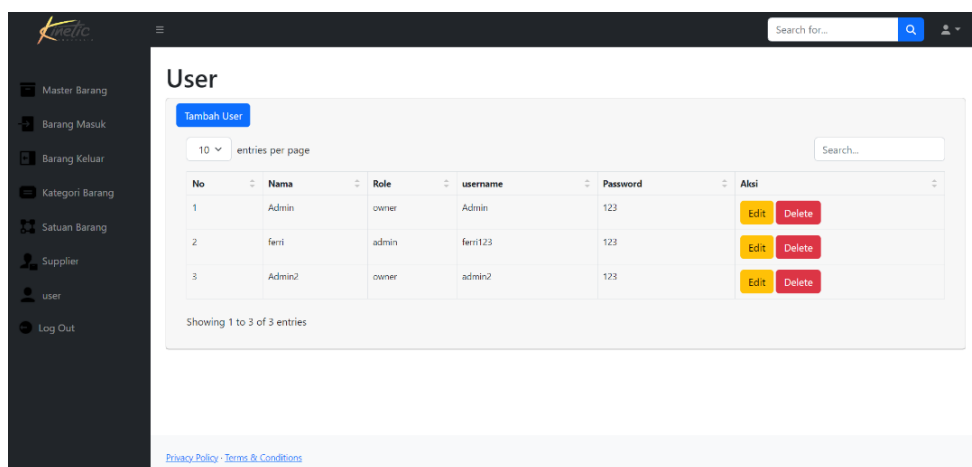 Kinetic
Search for...
Master Barang
Barang Masuk
Barang Keluar
Kategori Barang
Satuan Barang
Supplier
user
Log Out
User
Tambah User
10 entries per page
Search...
No Nama Role username Password Aksi
1 Admin owner Admin 123 Edit Delete
2 ferri admin ferri123 123 Edit Delete
3 Admin2 owner admin2 123 Edit Delete
Showing 1 to 3 of 3 entries
Privacy Policy · Terms & Conditions